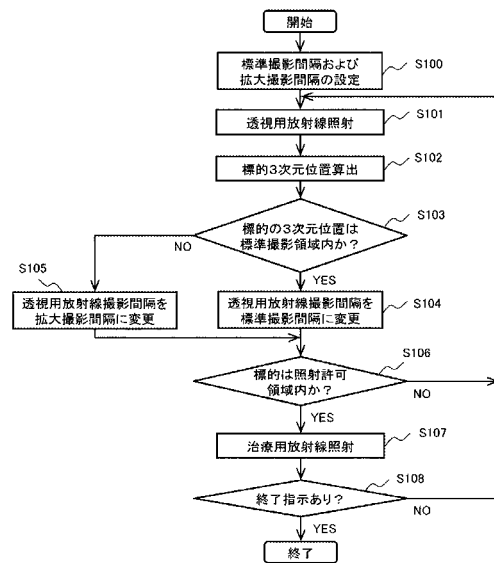 開始
標準撮影間隔および
拡大撮影間隔の設定
S100
透視用放射線照射
S101
標的3次元位置算出
S102
標的の3次元位置は
標準撮影領域内か?
S103
NO
YES
S105
透視用放射線撮影間隔を
拡大撮影間隔に変更
透視用放射線撮影間隔を
標準撮影間隔に変更
S104
標的は照射許可
領域内か?
S106
NO
YES
治療用放射線照射
S107
終了指示あり?
S108
NO
YES
終了